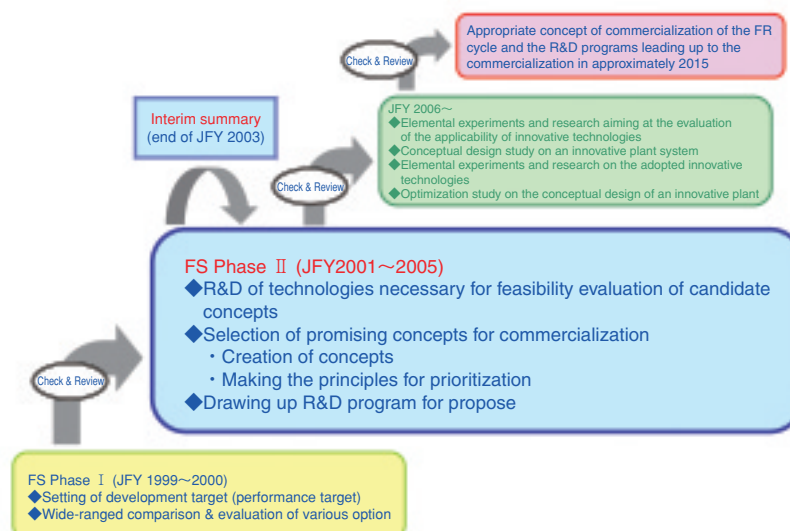 Appropriate concept of commercialization of the FR
cycle and the R&D programs leading up to the
commercialization in approximately 2015
Check & Review
JFY 2006～
◆Elemental experiments and research aiming at the evaluation
of the applicability of innovative technologies
◆Conceptual design study on an innovative plant system
◆Elemental experiments and research on the adopted innovative
technologies
◆Optimization study on the conceptual design of an innovative plant
Interim summary
(end of JFY 2003)
Check & Review
FS Phase Ⅱ (JFY2001～2005)
◆R&D of technologies necessary for feasibility evaluation of candidate
concepts
◆Selection of promising concepts for commercialization
・Creation of concepts
・Making the principles for prioritization
◆Drawing up R&D program for propose
Check & Review
FS Phase Ⅰ (JFY 1999～2000)
◆Setting of development target (performance target)
◆Wide-ranged comparison & evaluation of various option